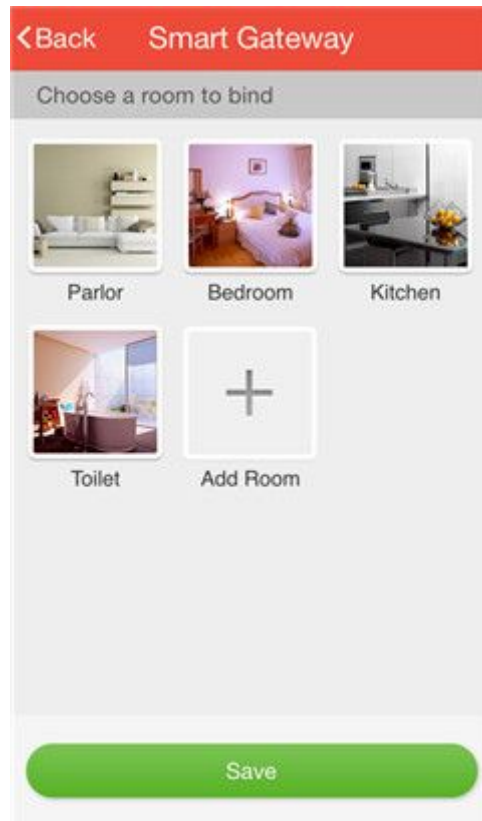 Back Smart Gateway
Choose a room to bind
Parlor Bedroom Kitchen
Toilet Add Room
Save